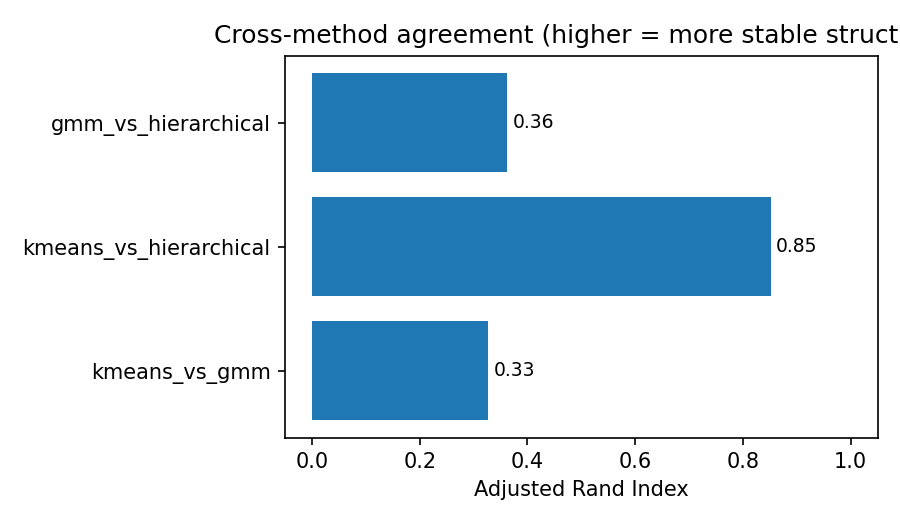 Cross-method agreement (higher = more stable struct
gmm_vs_hierarchical
0.36
kmeans_vs_hierarchical
0.85
kmeans_vs_gmm
0.33
0.0 0.2 0.4 0.6 0.8 1.0
Adjusted Rand Index